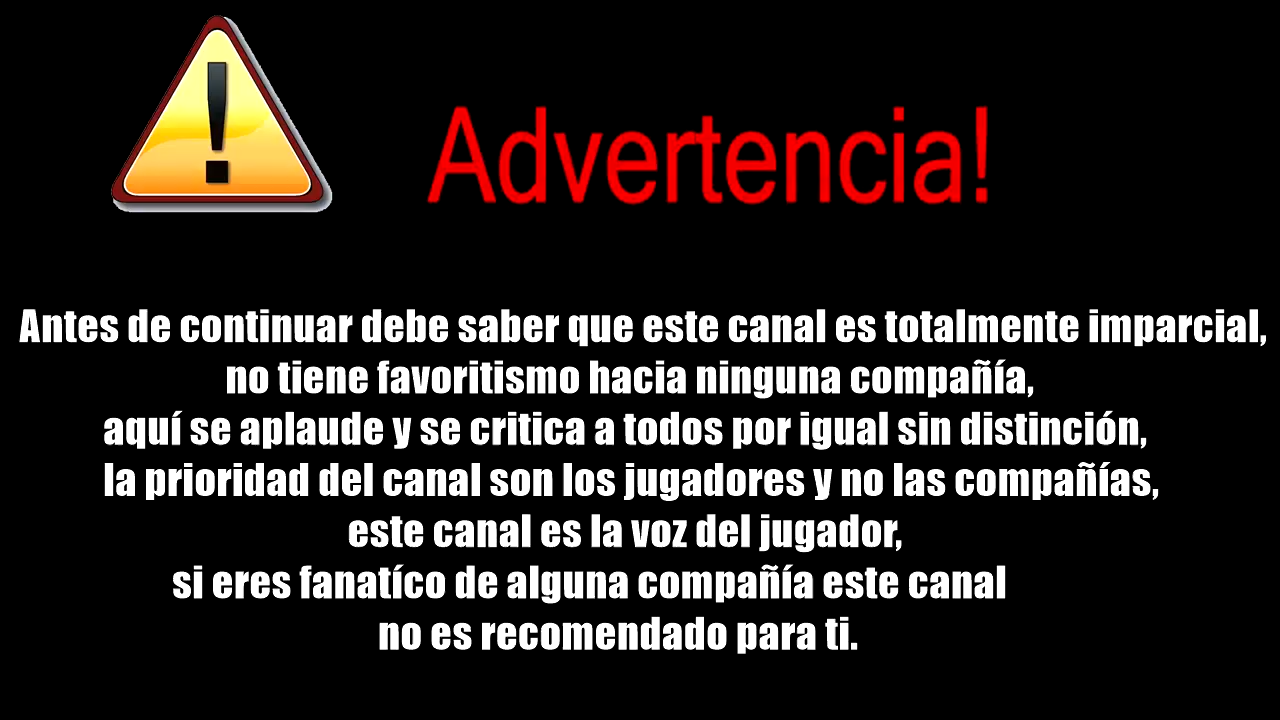 Advertencia!
Antes de continuar debe saber que este canal es totalmente imparcial,
no tiene favoritismo hacia ninguna compañía,
aquí se aplaude y se critica a todos por igual sin distinción,
la prioridad del canal son los jugadores y no las compañías,
este canal es la voz del jugador,
si eres fanatíco de alguna compañía este canal
no es recomendado para ti.